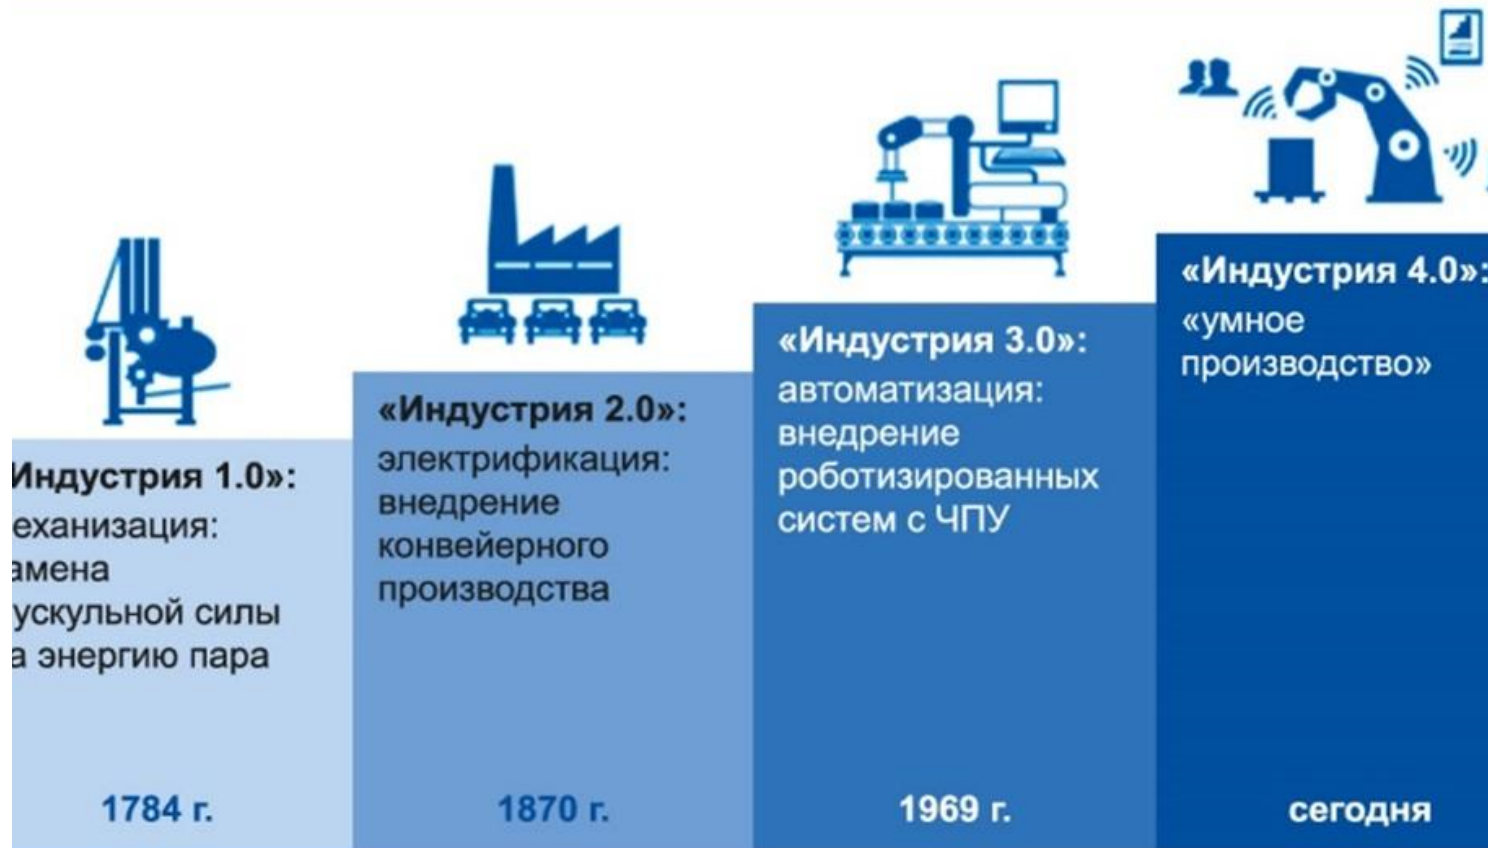 Индустрия 1.0»:
еханизация:
амена
ускульной силы
а энергию пара
1784 г.
«Индустрия 2.0»:
электрификация:
внедрение
конвейерного
производства
1870 г.
«Индустрия 3.0»:
автоматизация:
внедрение
роботизированных
систем с ЧПУ
1969 г.
«Индустрия 4.0»:
«умное
производство»
сегодня